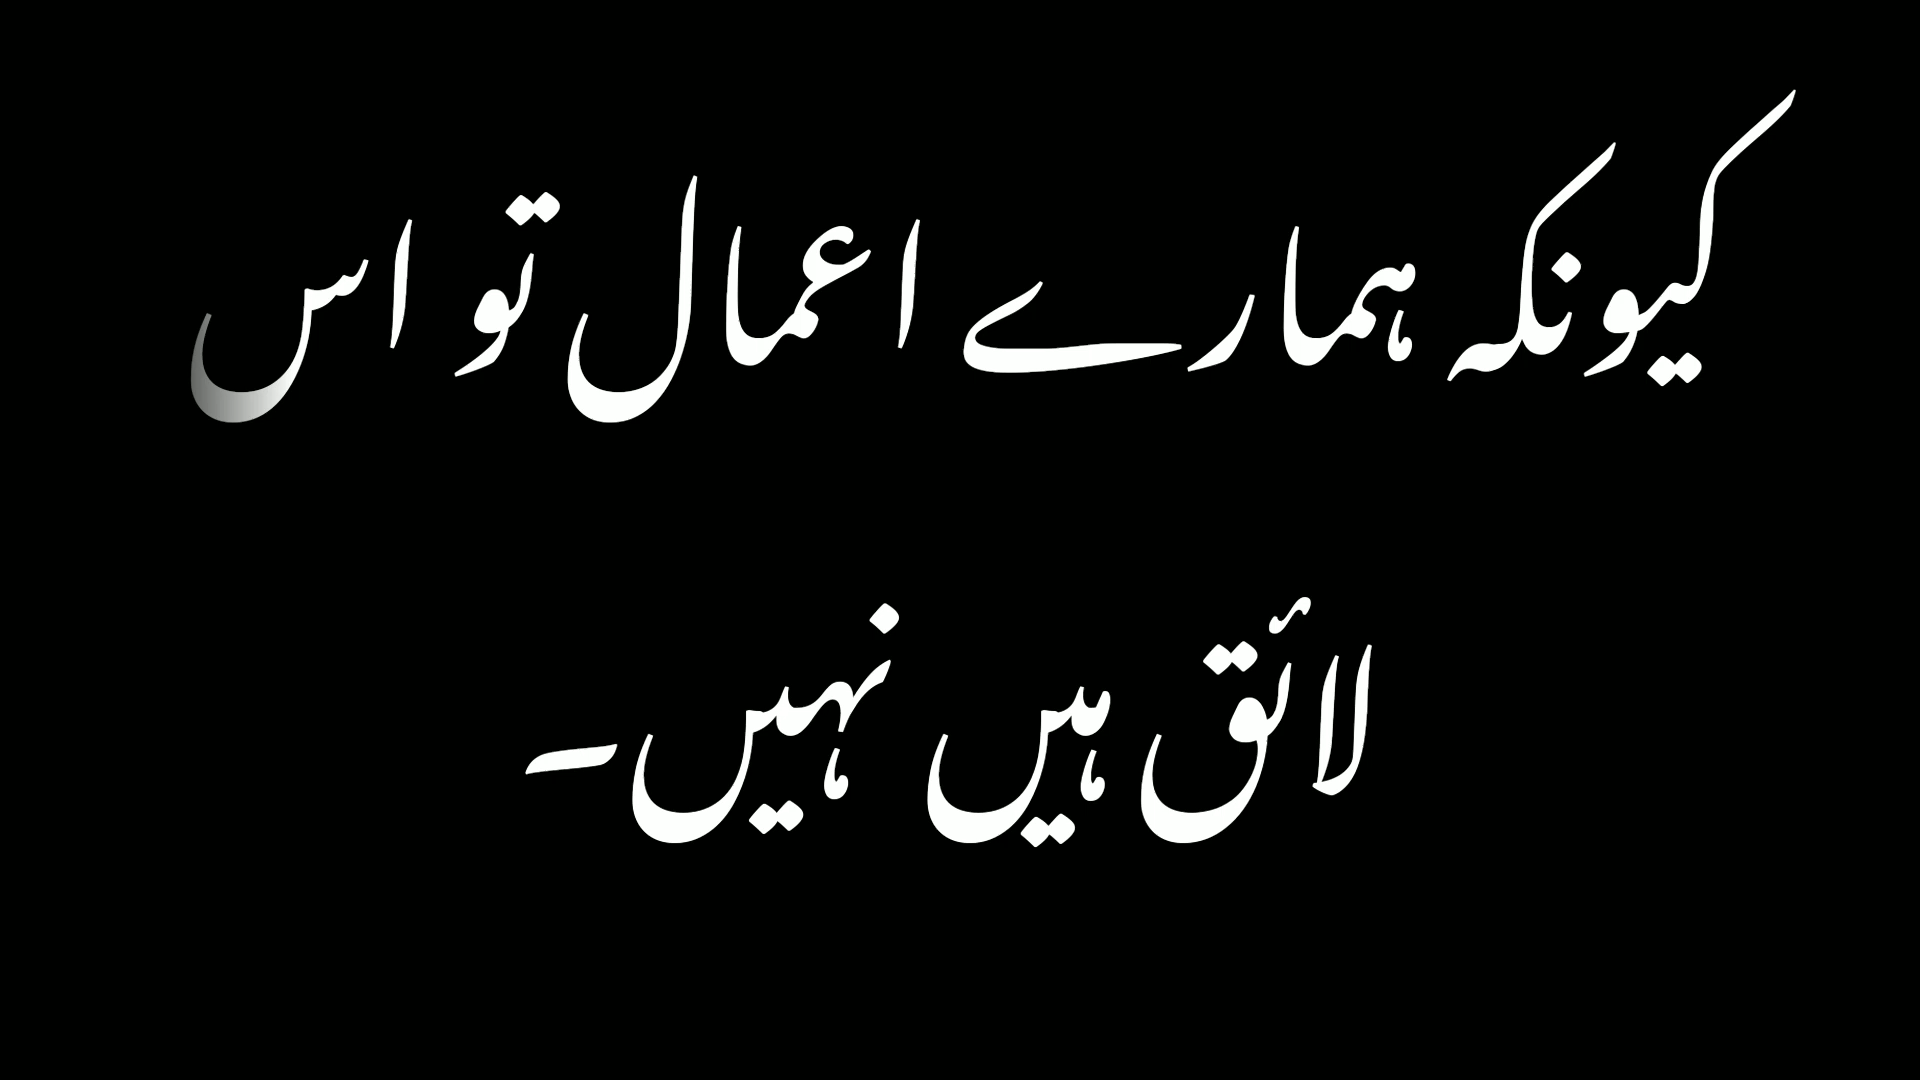 کیونکہ ہمارے اعمال تو اس
لائق ہیں نہیں۔